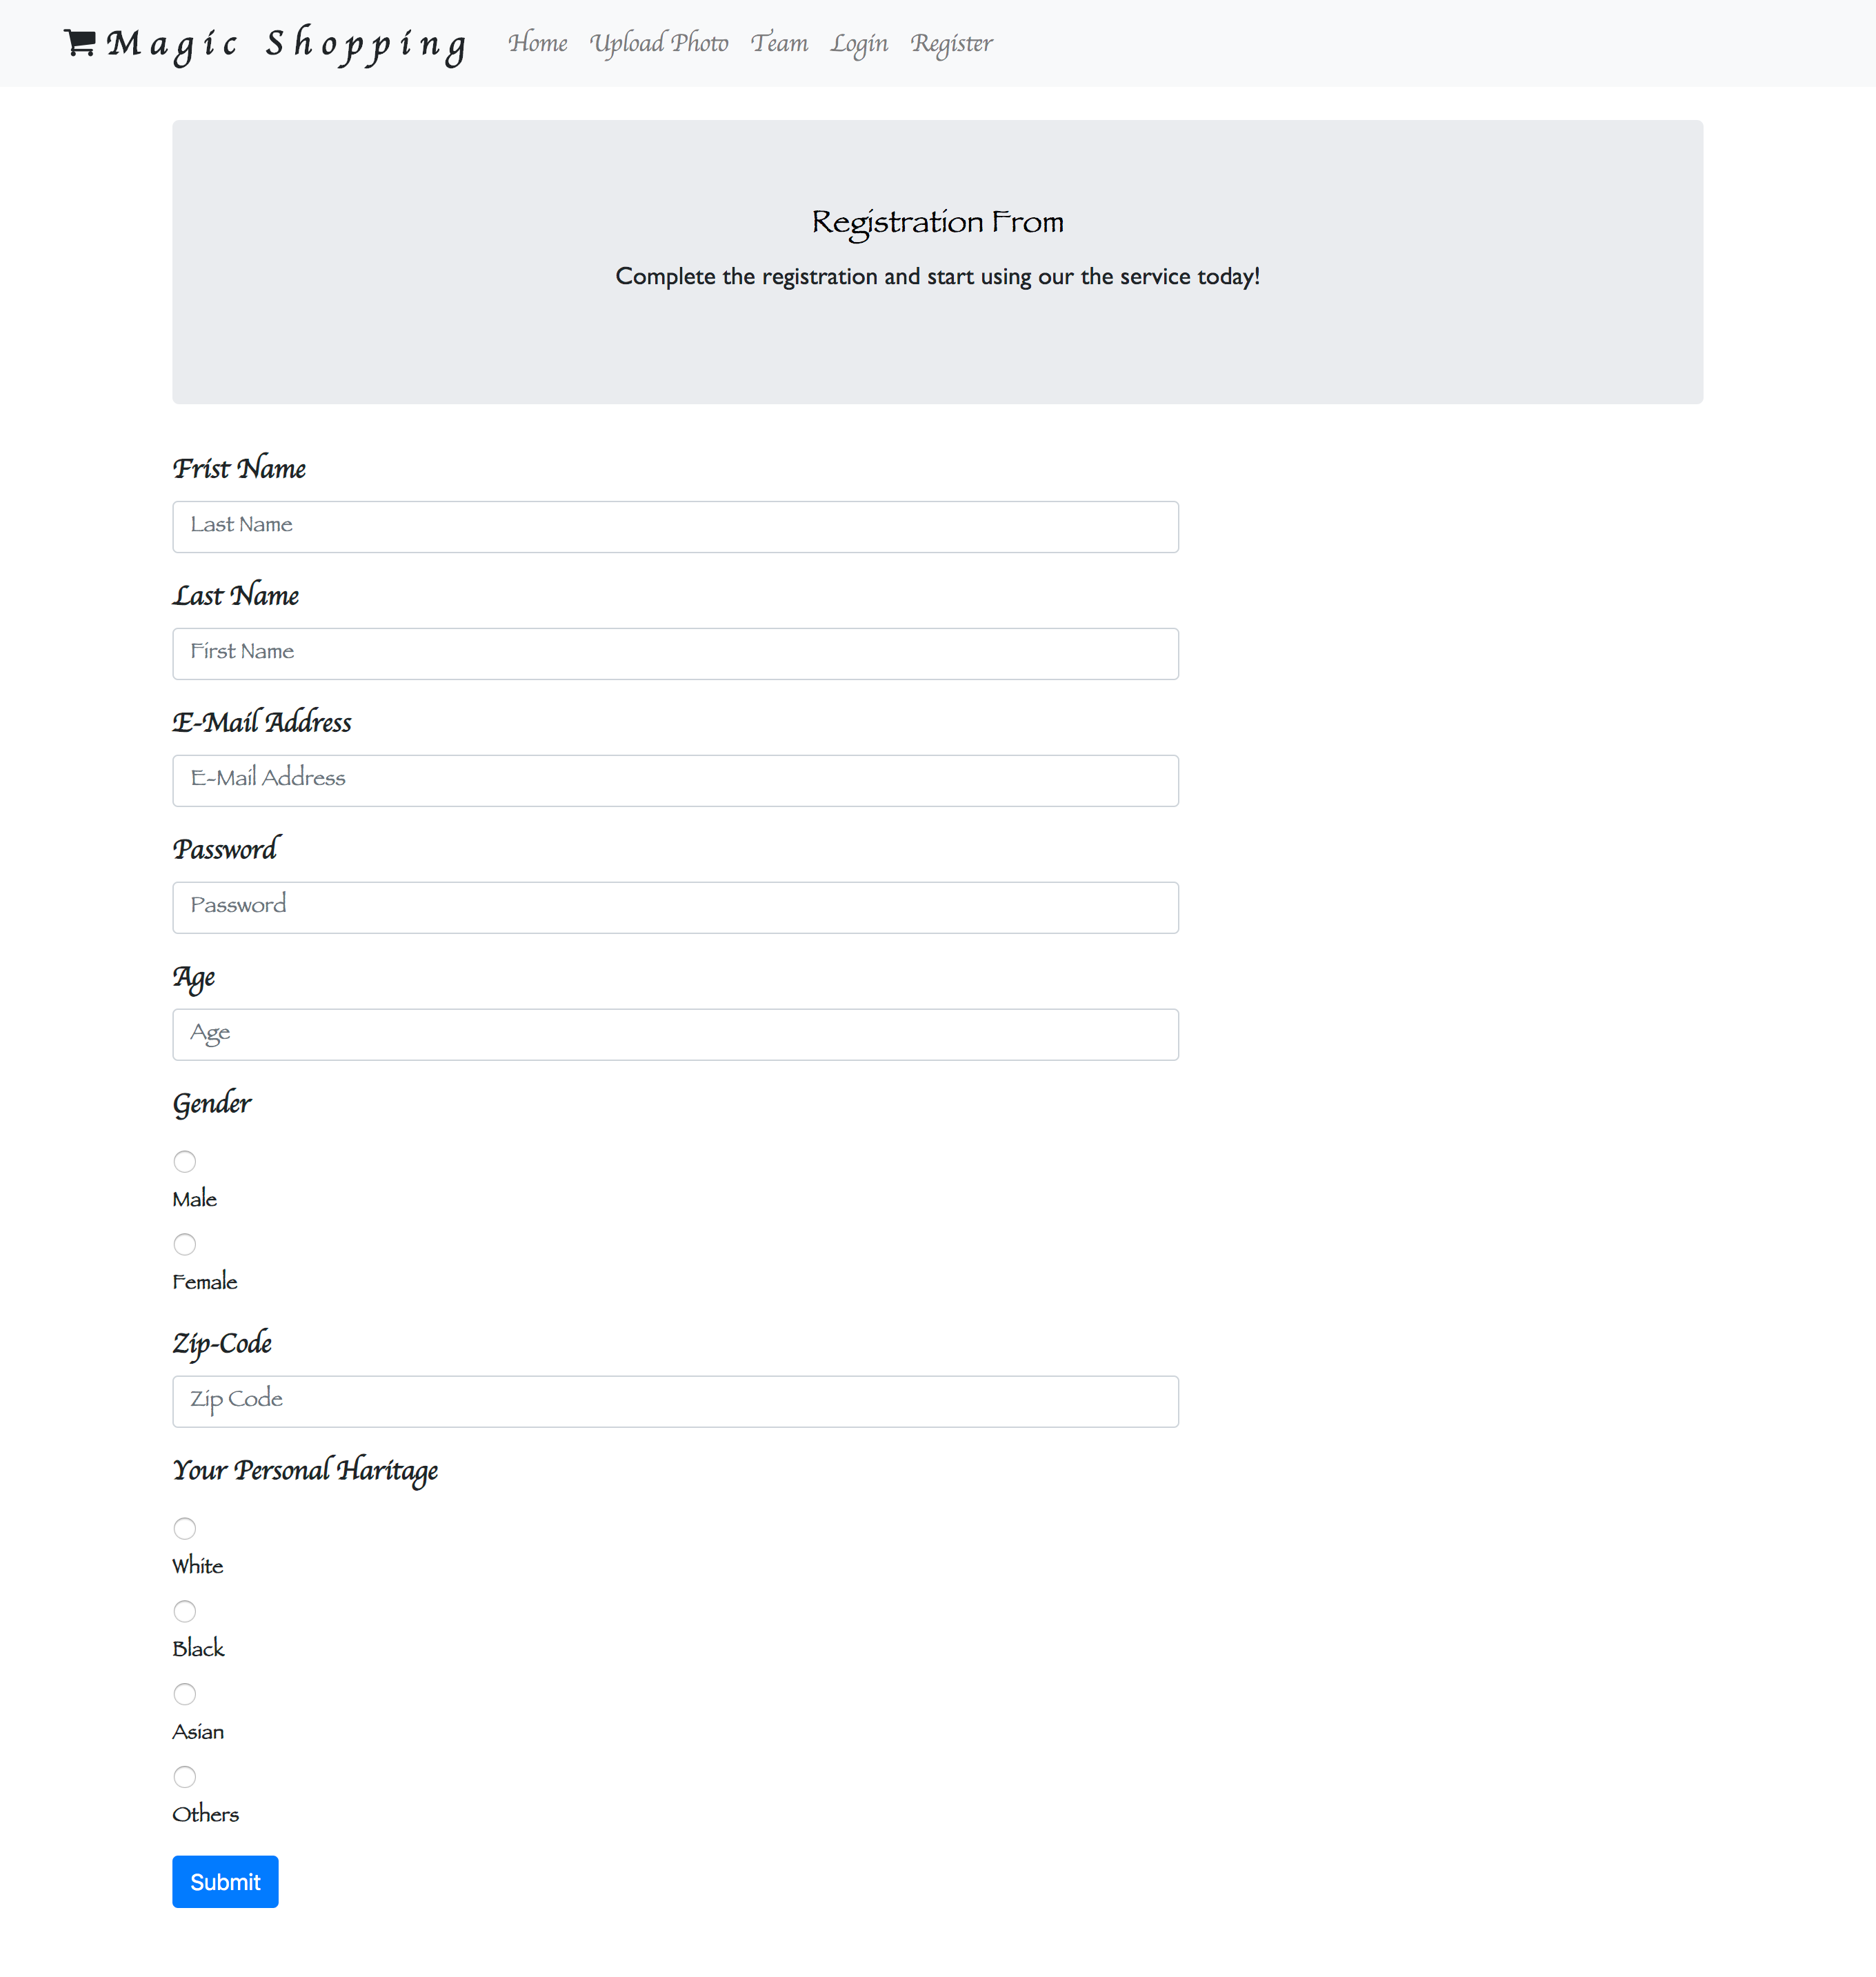 Magic Shopping Home Upload Photo Team Login Register
Registration From
Complete the registration and start using our the service today!
Frist Name
Last Name
Last Name
First Name
E-Mail Address
E-Mail Address
Password
Password
Age
Age
Gender
Male
Female
Zip-Code
Zip Code
Your Personal Haritage
White
Black
Asian
Others
Submit